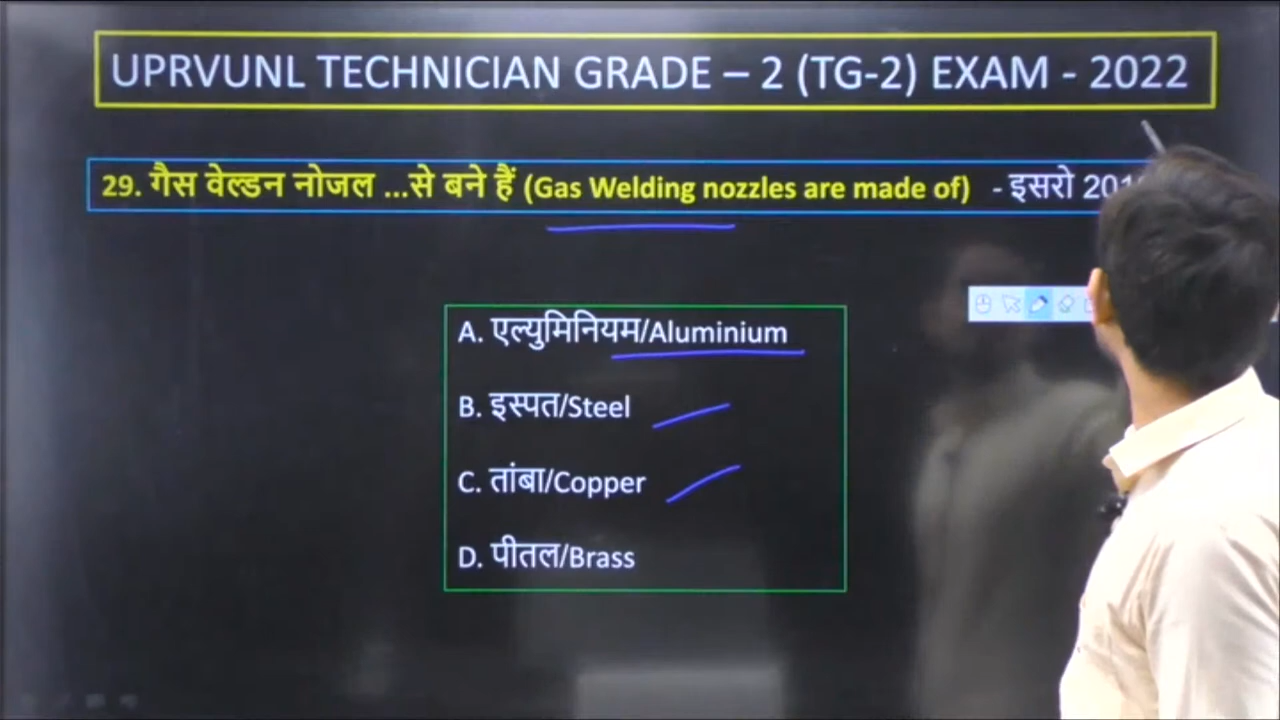 UPRVUNL TECHNICIAN GRADE – 2 (TG-2) EXAM - 2022
29. गैस वेल्डन नोजल ...से बने हैं (Gas Welding nozzles are made of) - इसरो
A. एल्युमिनियम/Aluminium
B. इस्पत/Steel
C. तांबा/Copper
D. पीतल/Brass